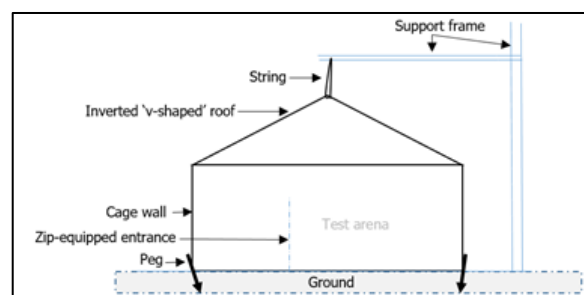 Support frame
String
Inverted ‘v-shaped’ roof
Cage wall
Test arena
Zip-equipped entrance
Peg
Ground